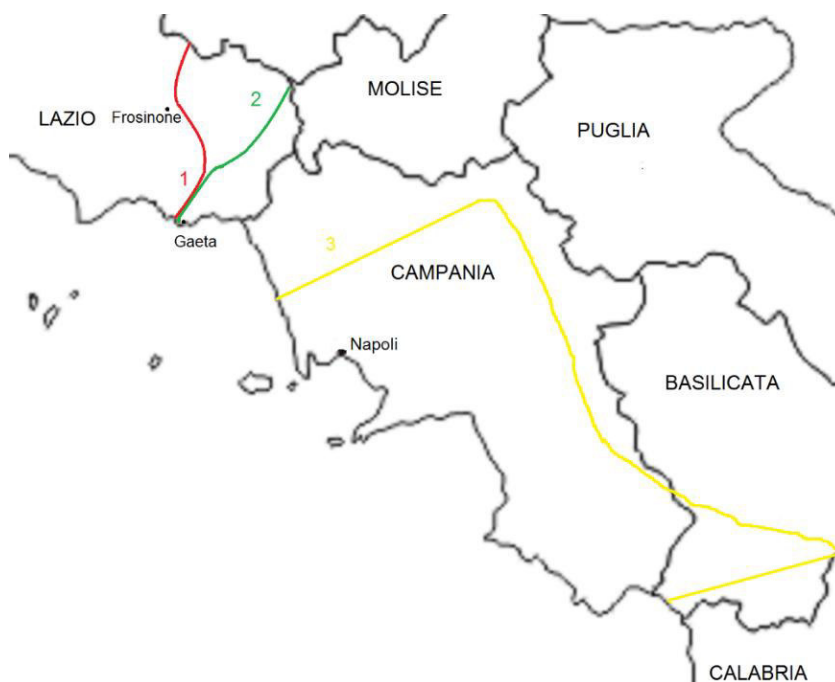 MOLISE
2
LAZIO
Frosinone
PUGLIA
1
Gaeta
3
CAMPANIA
Napoli
BASILICATA
CALABRIA